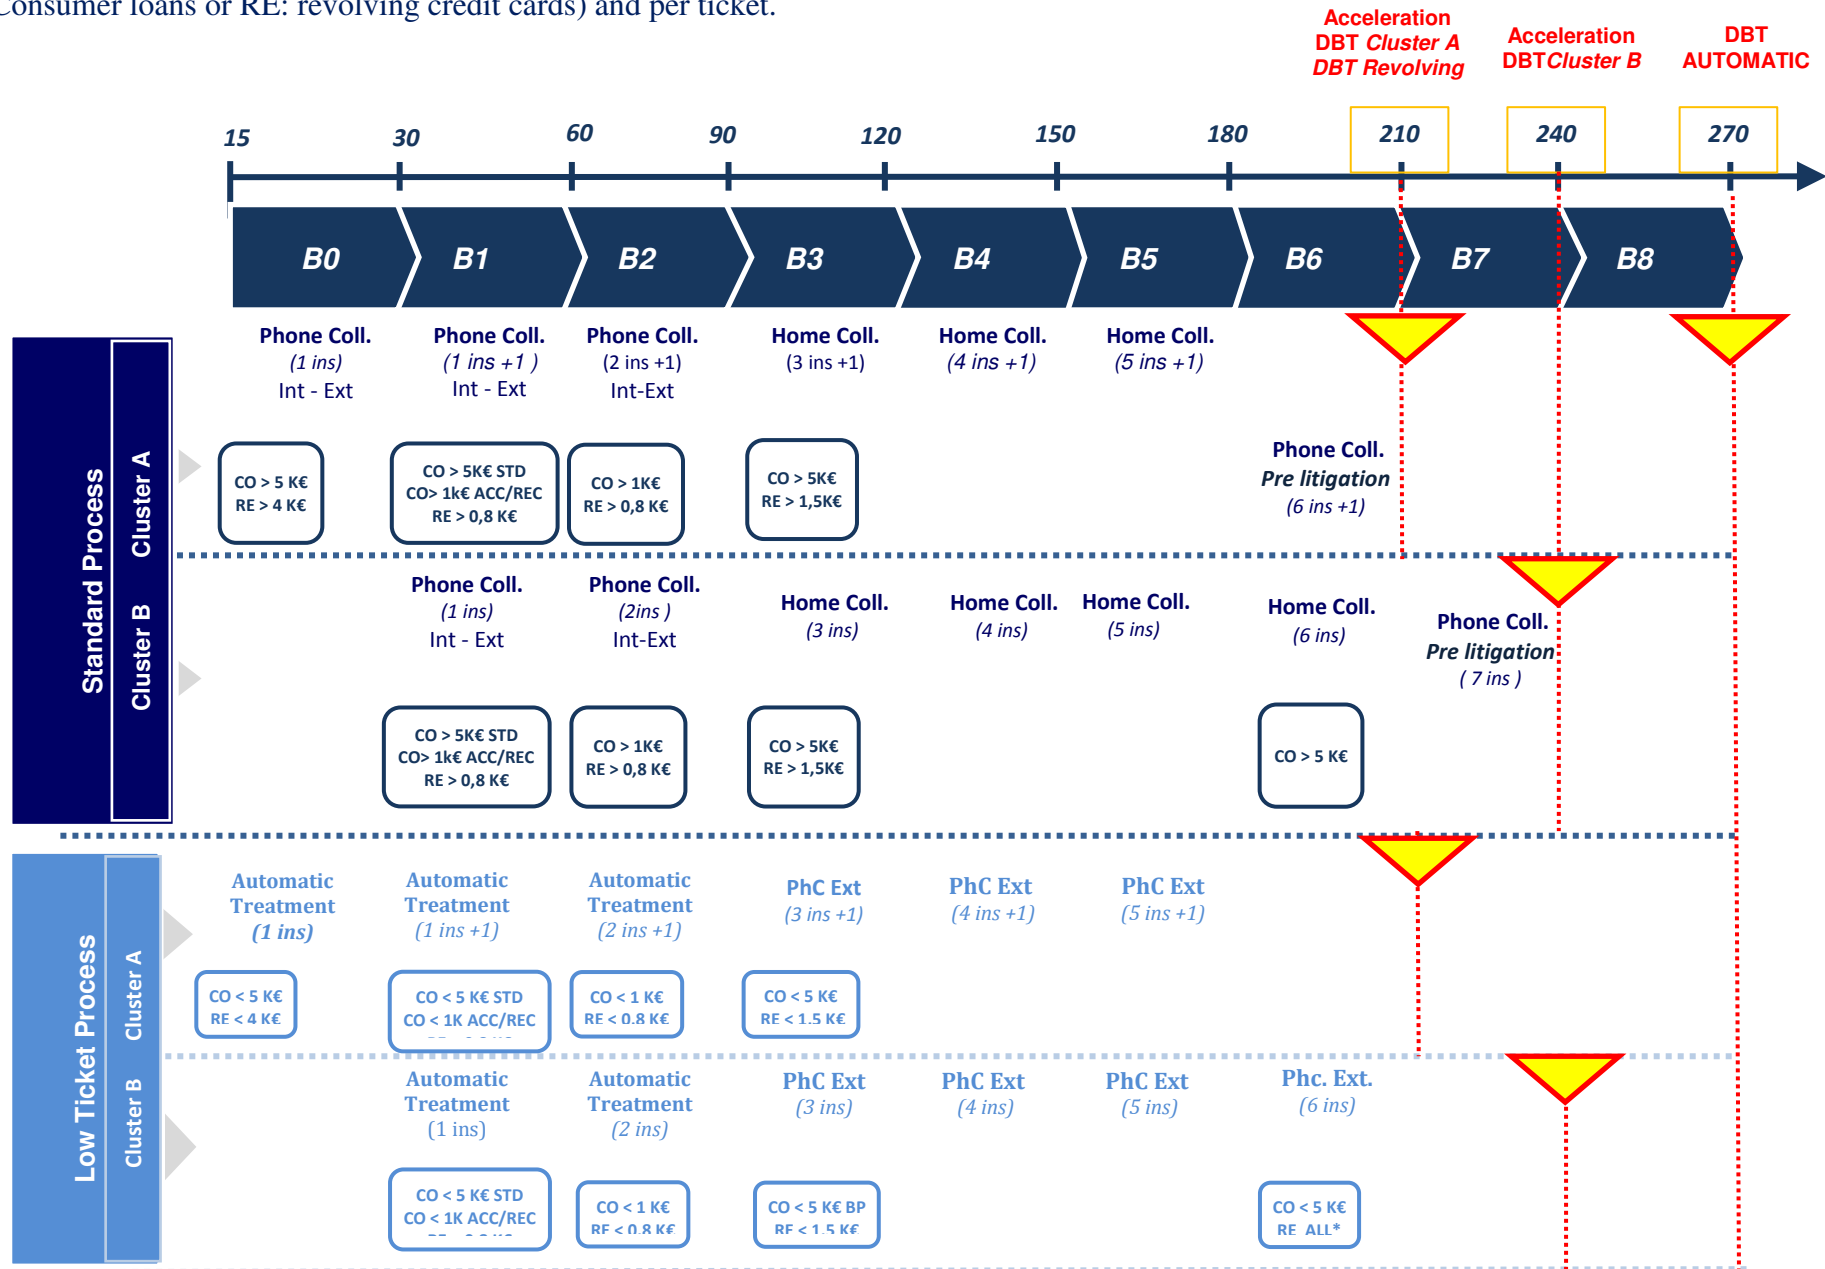 Consumer loans or RE: revolving credit cards) and per ticket.
Acceleration
DBT Cluster A
DBT Revolving
Acceleration
DBTCluster B
DBT
AUTOMATIC
15 30 60 90 120 150 180 210 240 270
B0 B1 B2 B3 B4 B5 B6 B7 B8
Standard Process
Cluster A
Phone Coll.
(1 ins)
Int - Ext
Phone Coll.
(1 ins +1 )
Int - Ext
Phone Coll.
(2 ins +1)
Int-Ext
Home Coll.
(3 ins +1)
Home Coll.
(4 ins +1)
Home Coll.
(5 ins +1)
Phone Coll.
Pre litigation
(6 ins +1)
CO > 5 K€
RE > 4 K€
CO > 5K€ STD
CO> 1k€ ACC/REC
RE > 0,8 K€
CO > 1K€
RE > 0,8 K€
CO > 5K€
RE > 1,5K€
Cluster B
Phone Coll.
(1 ins)
Int - Ext
Phone Coll.
(2ins )
Int-Ext
Home Coll.
(3 ins)
Home Coll.
(4 ins)
Home Coll.
(5 ins)
Home Coll.
(6 ins)
Phone Coll.
Pre litigation
( 7 ins )
CO > 5K€ STD
CO> 1k€ ACC/REC
RE > 0,8 K€
CO > 1K€
RE > 0,8 K€
CO > 5K€
RE > 1,5K€
CO > 5 K€
Low Ticket Process
Cluster A
Automatic
Treatment
(1 ins)
Automatic
Treatment
(1 ins +1)
Automatic
Treatment
(2 ins +1)
PhC Ext
(3 ins +1)
PhC Ext
(4 ins +1)
PhC Ext
(5 ins +1)
CO < 5 K€
RE < 4 K€
CO < 5 K€ STD
CO < 1K ACC/REC
CO < 1 K€
RE < 0.8 K€
CO < 5 K€
RE < 1.5 K€
Cluster B
Automatic
Treatment
(1 ins)
Automatic
Treatment
(2 ins)
PhC Ext
(3 ins)
PhC Ext
(4 ins)
PhC Ext
(5 ins)
Phc. Ext.
(6 ins)
CO < 5 K€ STD
CO < 1K ACC/REC
CO < 1 K€
RE < 0.8 K€
CO < 5 K€ BP
RE < 1.5 K€
CO < 5 K€
RE ALL*